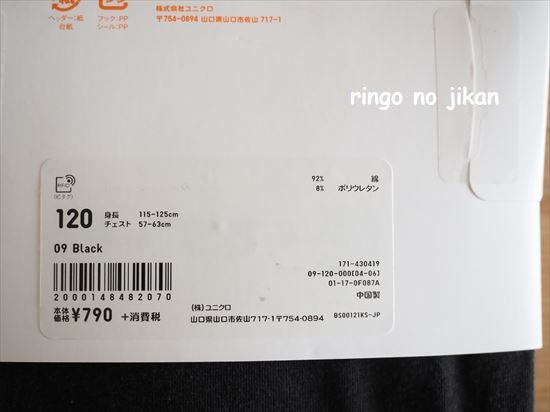 ヘッダー:紙
台紙
フック:PP
シール:PP
株式会社ユニクロ
〒754-0894 山口県山口市佐山 717-1
ringo no jikan
RFID
(ICタグ)
92% 綿
8% ポリウレタン
120 身長 115-125cm
チェスト 57-63cm
09 Black
171-430419
09-120-000(04-06)
01-17-0F087A
中国製
2000148482070
本体価格 ¥790 +消費税
(株)ユニクロ
山口県山口市佐山717-1〒754-0894
BS00121KS-JP